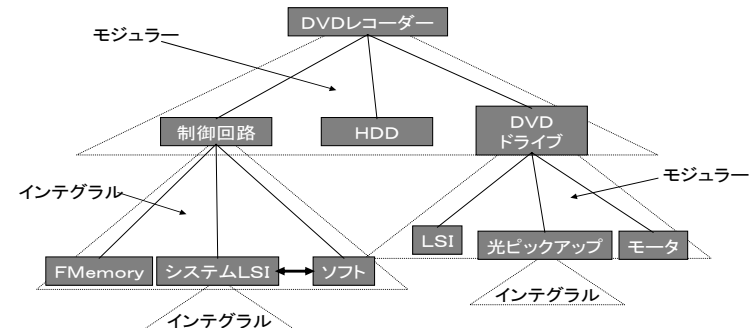 DVDレコーダー
モジュラー
制御回路
HDD
DVD
ドライブ
インテグラル
モジュラー
LSI
光ピックアップ
モータ
FMemory
システムLSI
ソフト
インテグラル
インテグラル